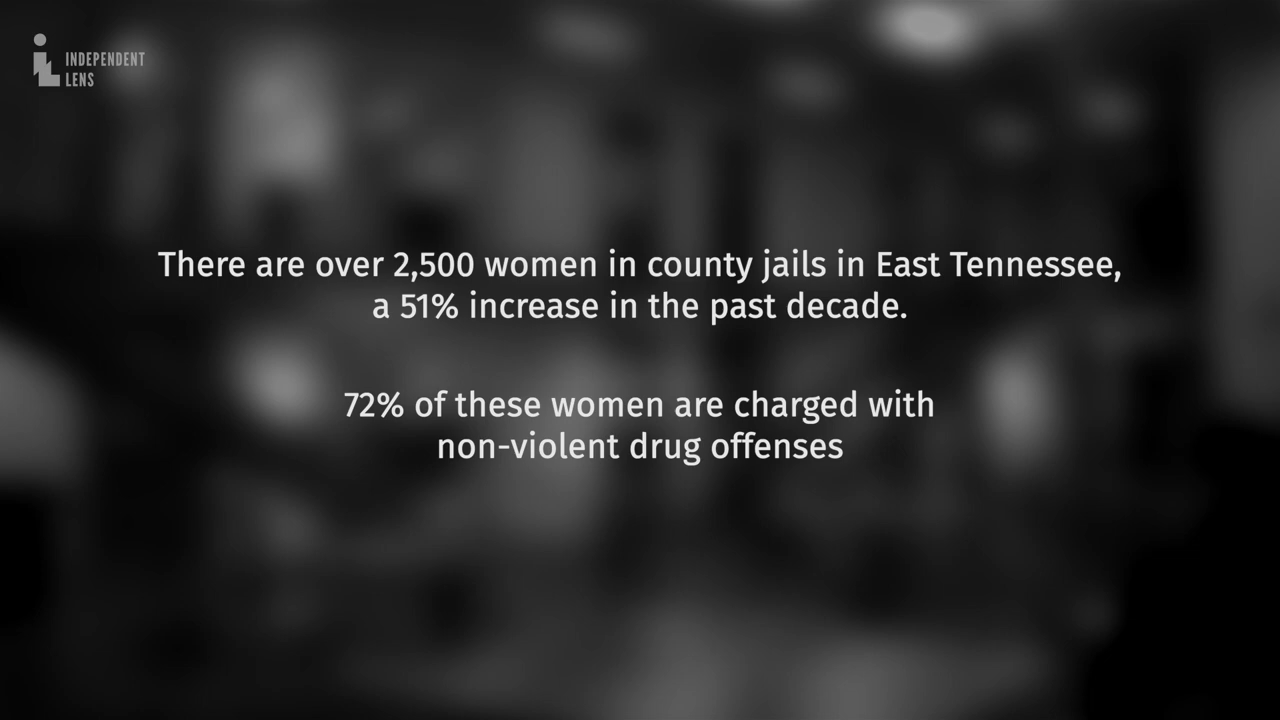 INDEPENDENT
LENS
There are over 2,500 women in county jails in East Tennessee,
a 51% increase in the past decade.
72% of these women are charged with
non-violent drug offenses